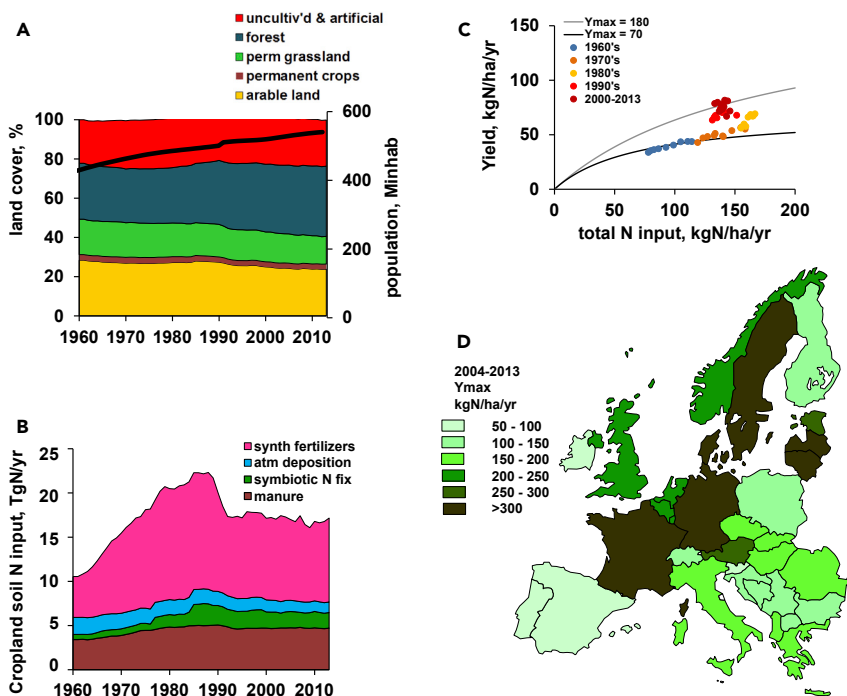 A
uncultiv'd & artificial
forest
perm grassland
permanent crops
arable land
land cover, %
100
80
60
40
20
0
600
400
200
0
population, Minhab
1960 1970 1980 1990 2000 2010
B
synth fertilizers
atm deposition
symbiotic N fix
manure
Cropland soil N input, TgN/yr
25
20
15
10
5
0
1960 1970 1980 1990 2000 2010
C
Ymax = 180
Ymax = 70
1960's
1970's
1980's
1990's
2000-2013
Yield, kgN/ha/yr
150
100
50
0
0 50 100 150 200
total N input, kgN/ha/yr
D
2004-2013
Ymax
kgN/ha/yr
50 - 100
100 - 150
150 - 200
200 - 250
250 - 300
>300